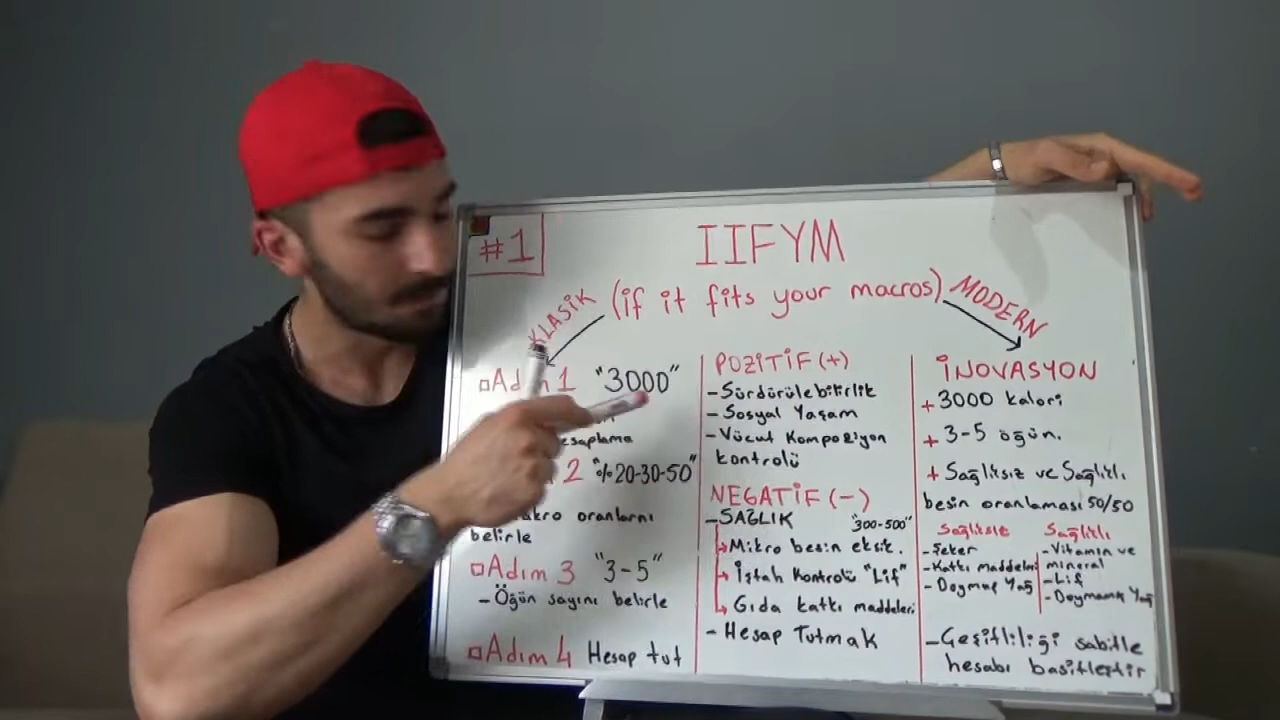 #1
IIFYM
(if it fits your macros)
KLASİK
MODERN
1 "3000"
2 "%20-30-50"
oranlarını
belirle
□Adım 3 "3-5"
-Öğün sayını belirle
□Adım 4 Hesap tut
POZİTİF (+)
-Sürdürülebilirlik
-Sosyal Yaşam
-Vücut Kompozisyon
kontrolü
NEGATİF (-)
-SAĞLIK "300-500"
Mikro besin eksik.
İştah Kontrolü "Lif"
Gıda katkı maddeleri
-Hesap Tutmak
İNOVASYON
+3000 kalori
+ 3-5 öğün.
+ Sağlıksız ve Sağlıklı
besin oranlaması 50/50
Sağlıksız
-Şeker
-Katkı maddeleri
-Doymuş Yağ
Sağlıklı
-Vitamin ve
mineral
-Lif
-Doymamış Yağ
-Çeşitliliği sabitle
hesabı basitleştir